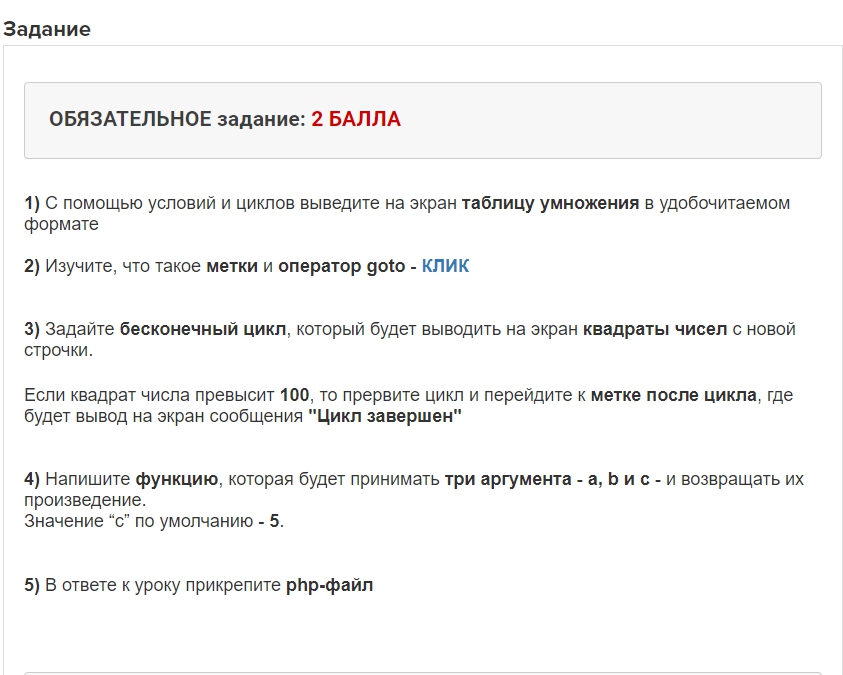 Задание
ОБЯЗАТЕЛЬНОЕ задание: 2 БАЛЛА
1) С помощью условий и циклов выведите на экран таблицу умножения в удобочитаемом
формате
2) Изучите, что такое метки и оператор goto - КЛИК
3) Задайте бесконечный цикл, который будет выводить на экран квадраты чисел с новой
строчки.
Если квадрат числа превысит 100, то прервите цикл и перейдите к метке после цикла, где
будет вывод на экран сообщения "Цикл завершен"
4) Напишите функцию, которая будет принимать три аргумента - a, b и c - и возвращать их
произведение.
Значение “c” по умолчанию - 5.
5) В ответе к уроку прикрепите php-файл